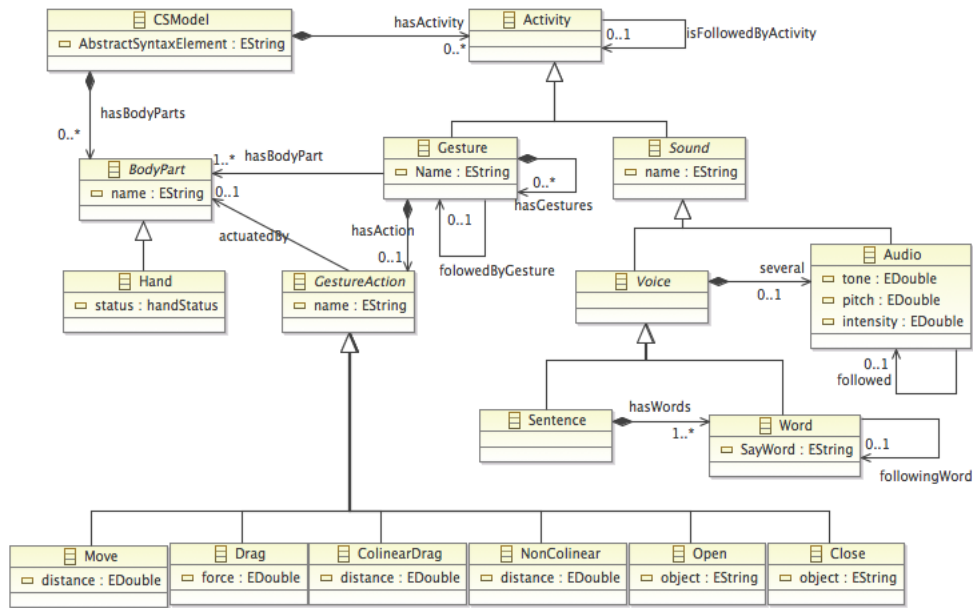 CSModel
AbstractSyntaxElement : EString
hasActivity
0..*
Activity
0..1
isFollowedByActivity
hasBodyParts
0..*
BodyPart
name : EString
1..*
hasBodyPart
0..1
Gesture
Name : EString
0..*
hasGestures
Sound
name : EString
actuatedBy
hasAction
0..1
0..1
folowedByGesture
Hand
status : handStatus
GestureAction
name : EString
Voice
several
0..1
Audio
tone : EDouble
pitch : EDouble
intensity : EDouble
0..1
followed
Sentence
hasWords
1..*
Word
SayWord : EString
0..1
followingWord
Move
distance : EDouble
Drag
force : EDouble
ColinearDrag
distance : EDouble
NonColinear
distance : EDouble
Open
object : EString
Close
object : EString